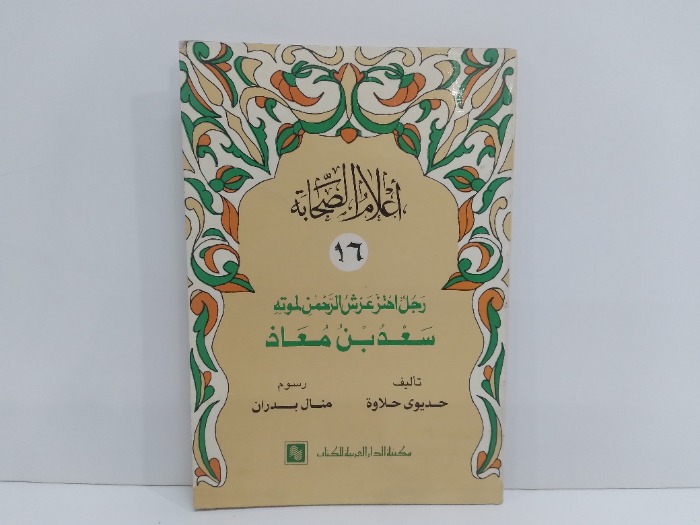 أعلام الصحابة
١٦
رجل اهتز عرش الرحمن لموته
سعد بن معاذ
تأليف رسوم
حديوى حلاوة منال بدران
مكتبة الدار العربية للكتاب